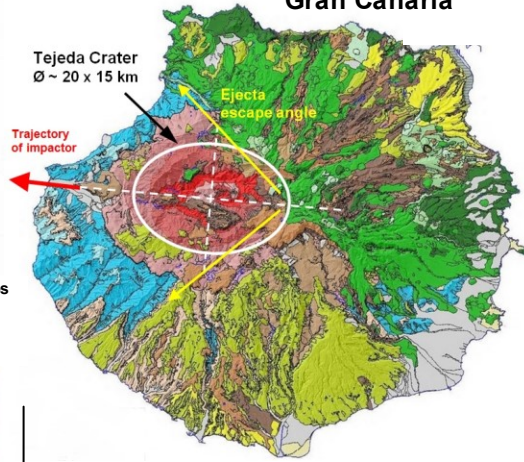 Gran Canaria
Tejeda Crater
Ø ~ 20 x 15 km
Ejecta
escape angle
Trajectory
of impactor
s